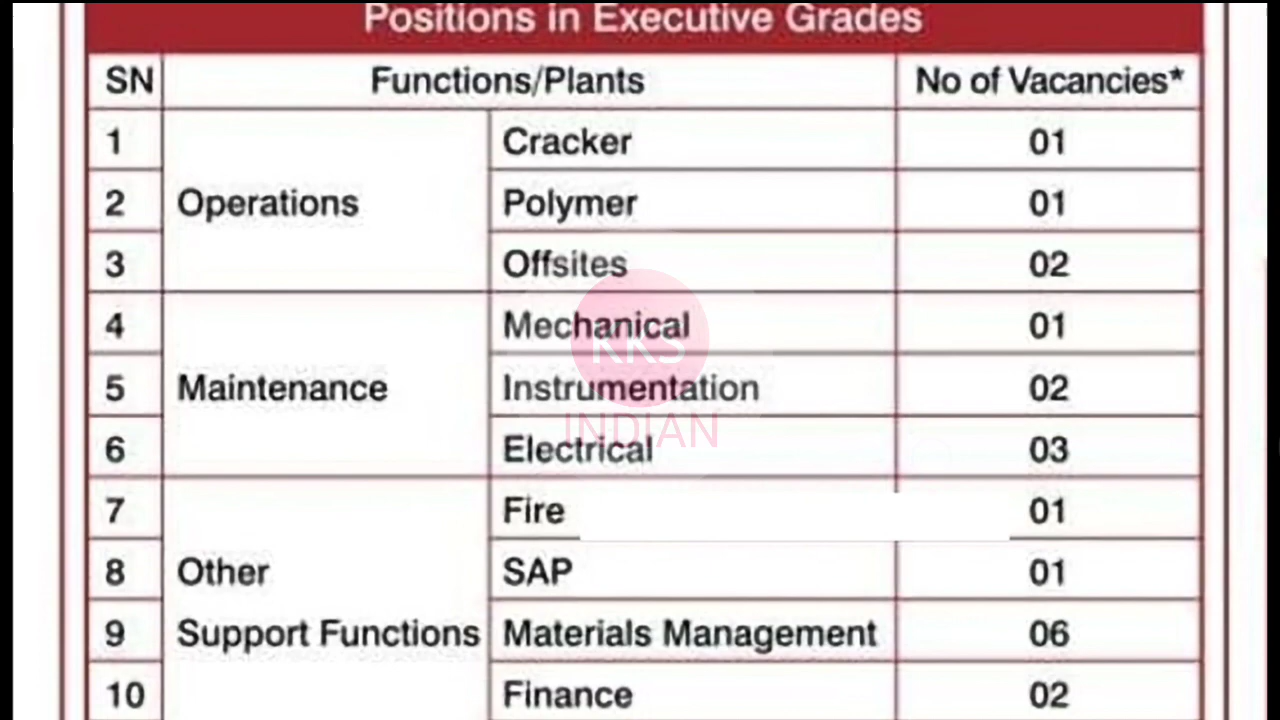 Positions in Executive Grades
SN Functions/Plants No of Vacancies*
1 Cracker 01
2 Operations Polymer 01
3 Offsites 02
4 Mechanical 01
KKS
5 Maintenance Instrumentation 02
INDIAN
6 Electrical 03
7 Fire 01
8 Other SAP 01
9 Support Functions Materials Management 06
10 Finance 02